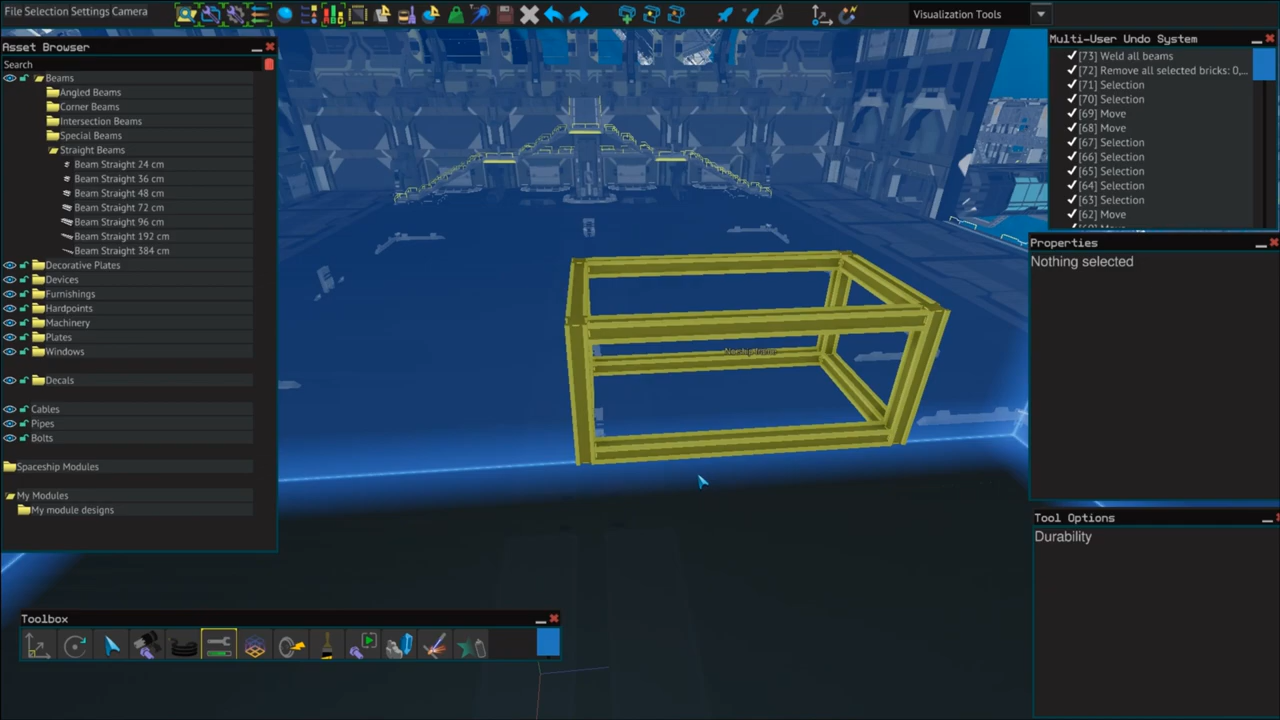 File Selection Settings Camera
Visualization Tools
Asset Browser
Search
Beams
Angled Beams
Corner Beams
Intersection Beams
Special Beams
Straight Beams
Beam Straight 24 cm
Beam Straight 36 cm
Beam Straight 48 cm
Beam Straight 72 cm
Beam Straight 96 cm
Beam Straight 192 cm
Beam Straight 384 cm
Decorative Plates
Devices
Furnishings
Hardpoints
Machinery
Plates
Windows
Decals
Cables
Pipes
Bolts
Spaceship Modules
My Modules
My module designs
Multi-User Undo System
[73] Weld all beams
[72] Remove all selected bricks: 0,...
[71] Selection
[70] Selection
[69] Move
[68] Move
[67] Selection
[66] Selection
[65] Selection
[64] Selection
[63] Selection
[62] Move
Properties
Nothing selected
Tool Options
Durability
Toolbox